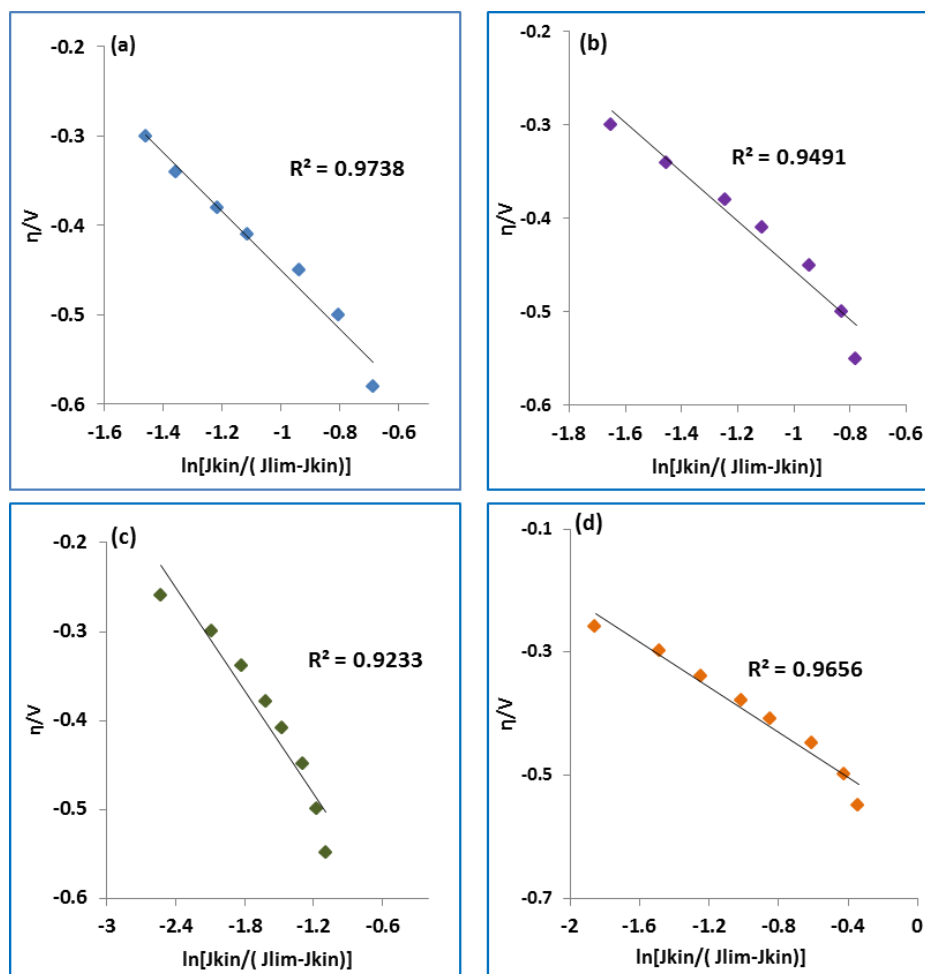 (a)
-0.2
-0.3
-0.4
-0.5
-0.6
η/V
R² = 0.9738
-1.6 -1.4 -1.2 -1 -0.8 -0.6
ln[Jkin/( Jlim-Jkin)]
(b)
-0.2
-0.3
-0.4
-0.5
-0.6
η/V
R² = 0.9491
-1.8 -1.6 -1.4 -1.2 -1 -0.8 -0.6
ln[Jkin/( Jlim-Jkin)]
(c)
-0.2
-0.3
-0.4
-0.5
-0.6
η/V
R² = 0.9233
-3 -2.4 -1.8 -1.2 -0.6
ln[Jkin/( Jlim-Jkin)]
(d)
-0.1
-0.3
-0.5
-0.7
η/V
R² = 0.9656
-2 -1.6 -1.2 -0.8 -0.4 0
ln[Jkin/( Jlim-Jkin)]